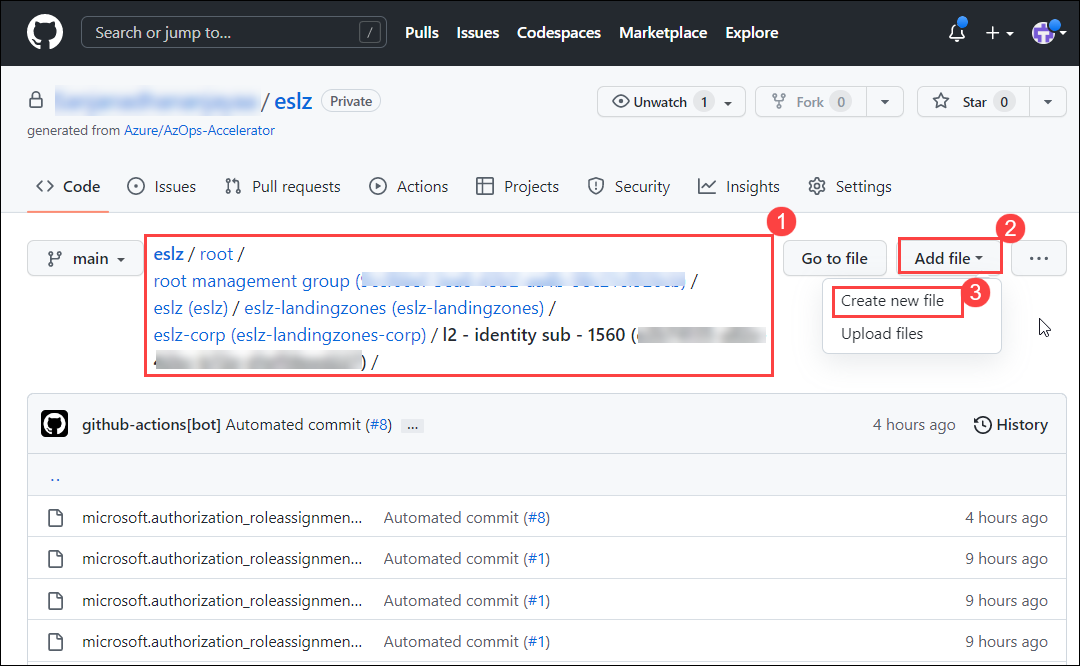 Search or jump to... / Pulls Issues Codespaces Marketplace Explore
/ eslz Private
Unwatch 1 Fork 0 Star 0
generated from Azure/AzOps-Accelerator
Code Issues Pull requests Actions Projects Security Insights Settings
1
2
main
eslz / root /
root management group ( ) /
eslz (eslz) / eslz-landingzones (eslz-landingzones) /
eslz-corp (eslz-landingzones-corp) / l2 - identity sub - 1560 (
) /
Go to file Add file ...
Create new file 3
Upload files
github-actions[bot] Automated commit (#8) ... 4 hours ago History
..
microsoft.authorization_roleassignmen... Automated commit (#8) 4 hours ago
microsoft.authorization_roleassignmen... Automated commit (#1) 9 hours ago
microsoft.authorization_roleassignmen... Automated commit (#1) 9 hours ago
microsoft.authorization_roleassignmen... Automated commit (#1) 9 hours ago